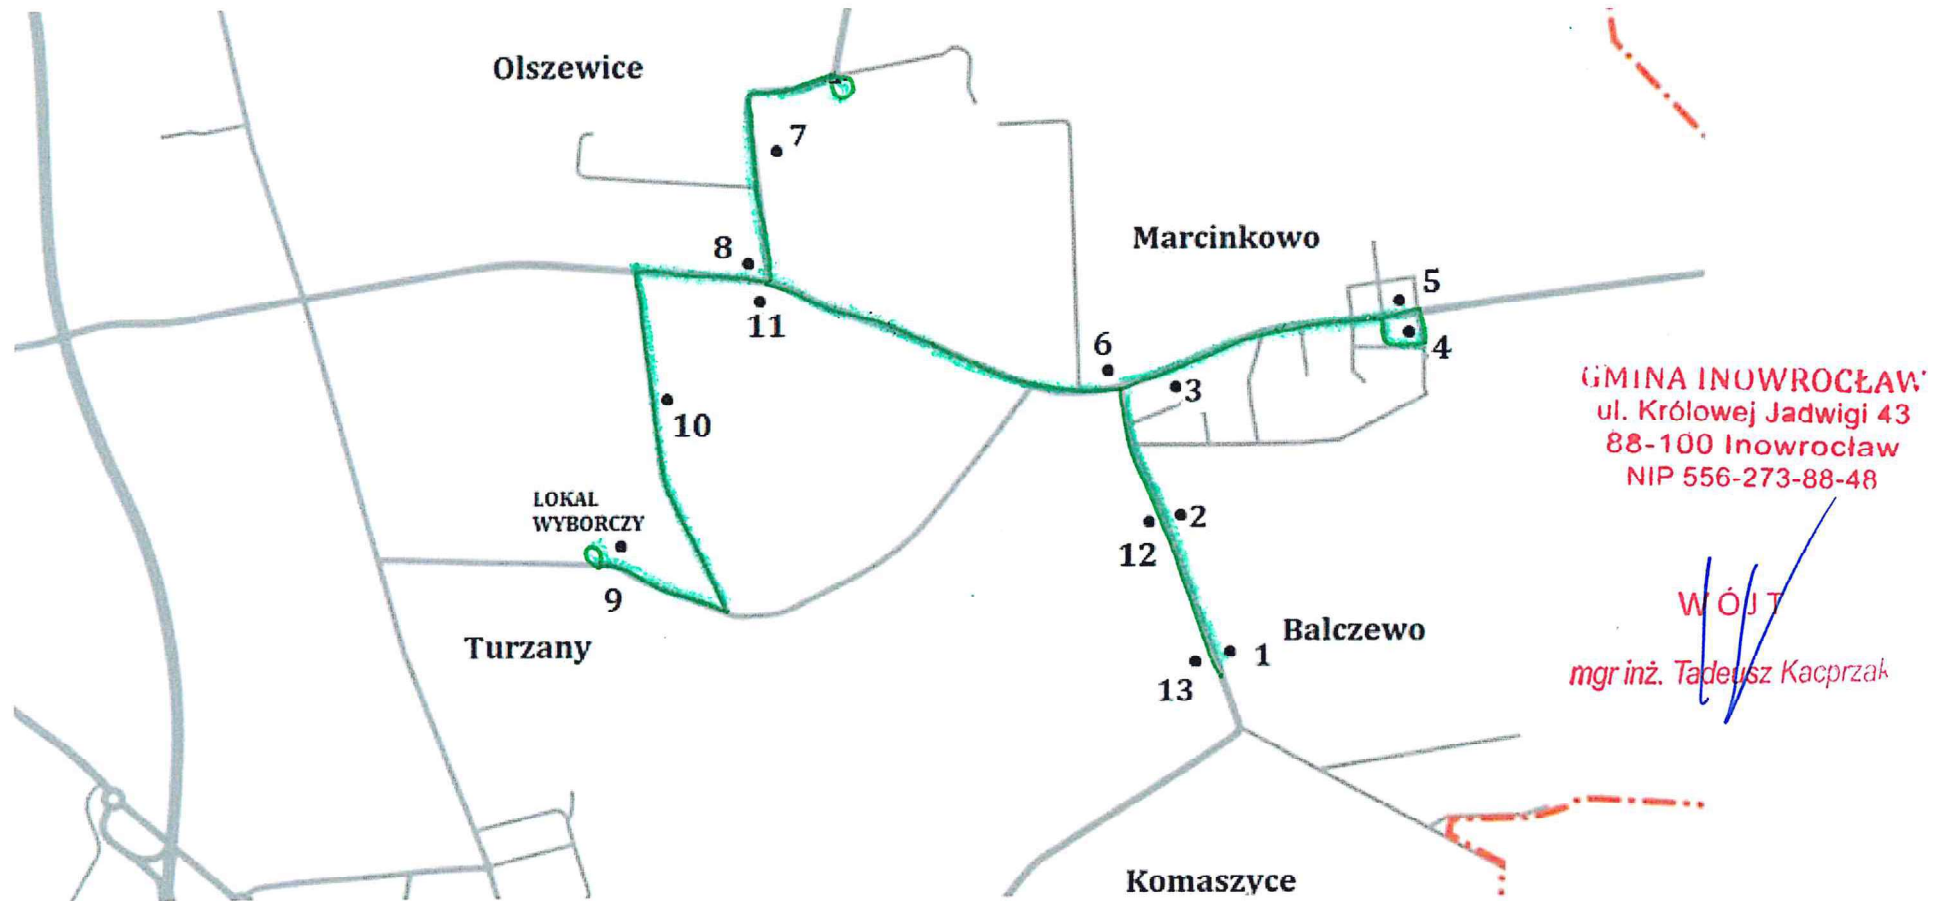 Olszewice
7
8
Marcinkowo
5
11
6
4
3
GMINA INOWROCŁAW
ul. Królowej Jadwigi 43
88-100 Inowrocław
NIP 556-273-88-48
10
LOKAL
WYBORCZY
2
12
9
WÓJT
Turzany
Balczewo
1
mgr inż. Tadeusz Kacprzak
13
Komaszyce